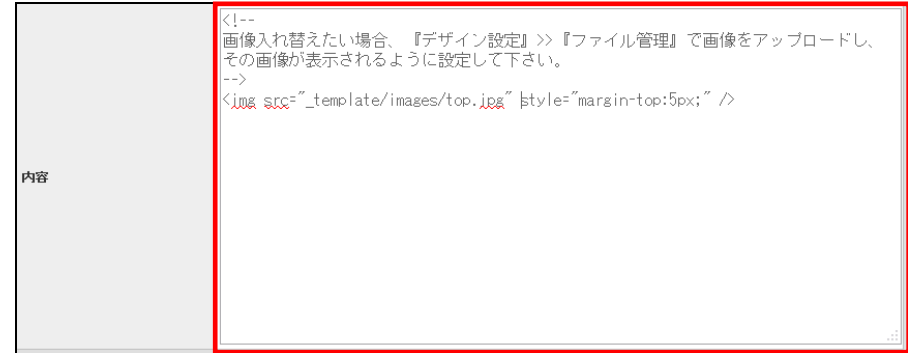 <!--
画像入れ替えたい場合、『デザイン設定』>>『ファイル管理』で画像をアップロードし、
その画像が表示されるように設定して下さい。
-->
<img src="_template/images/top.jpg" style="margin-top:5px;" />
内容